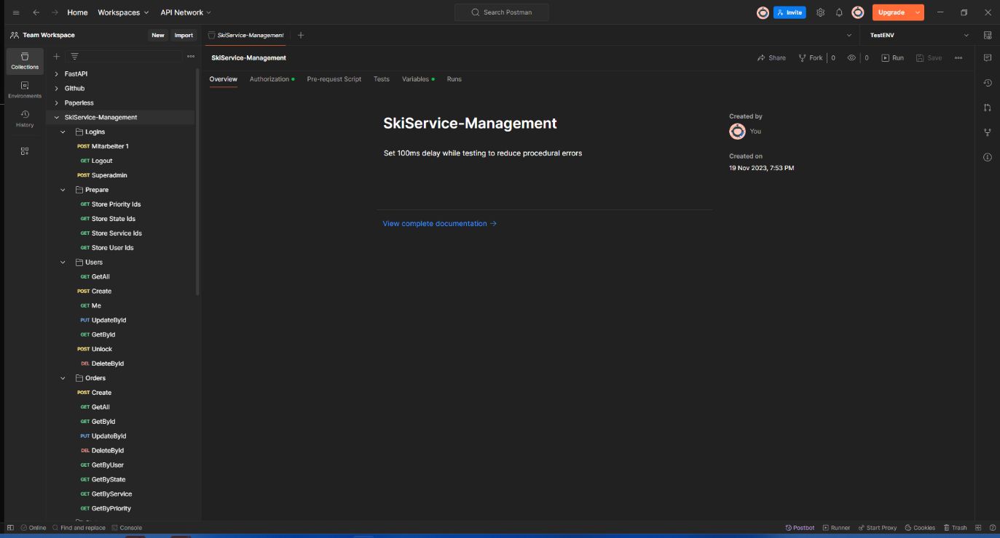 Home Workspaces API Network Search Postman Invite Upgrade
Team Workspace New Import SkiService-Management TestENV
SkiService-Management Share Fork 0 0 Run Save
Collections
Environments
History
FastAPI
Github
Paperless
SkiService-Management
Logins
POST Mitarbeiter 1
GET Logout
POST Superadmin
Prepare
GET Store Priority Ids
GET Store State Ids
GET Store Service Ids
GET Store User Ids
Users
GET GetAll
POST Create
GET Me
PUT UpdateById
GET GetById
POST Unlock
DEL DeleteById
Orders
POST Create
GET GetAll
GET GetById
PUT UpdateById
DEL DeleteById
GET GetByUser
GET GetByState
GET GetByService
GET GetByPriority
Overview Authorization Pre-request Script Tests Variables Runs
SkiService-Management
Set 100ms delay while testing to reduce procedural errors
View complete documentation →
Created by
You
Created on
19 Nov 2023, 7:53 PM
Online Find and replace Console Postbot Runner Start Proxy Cookies Trash